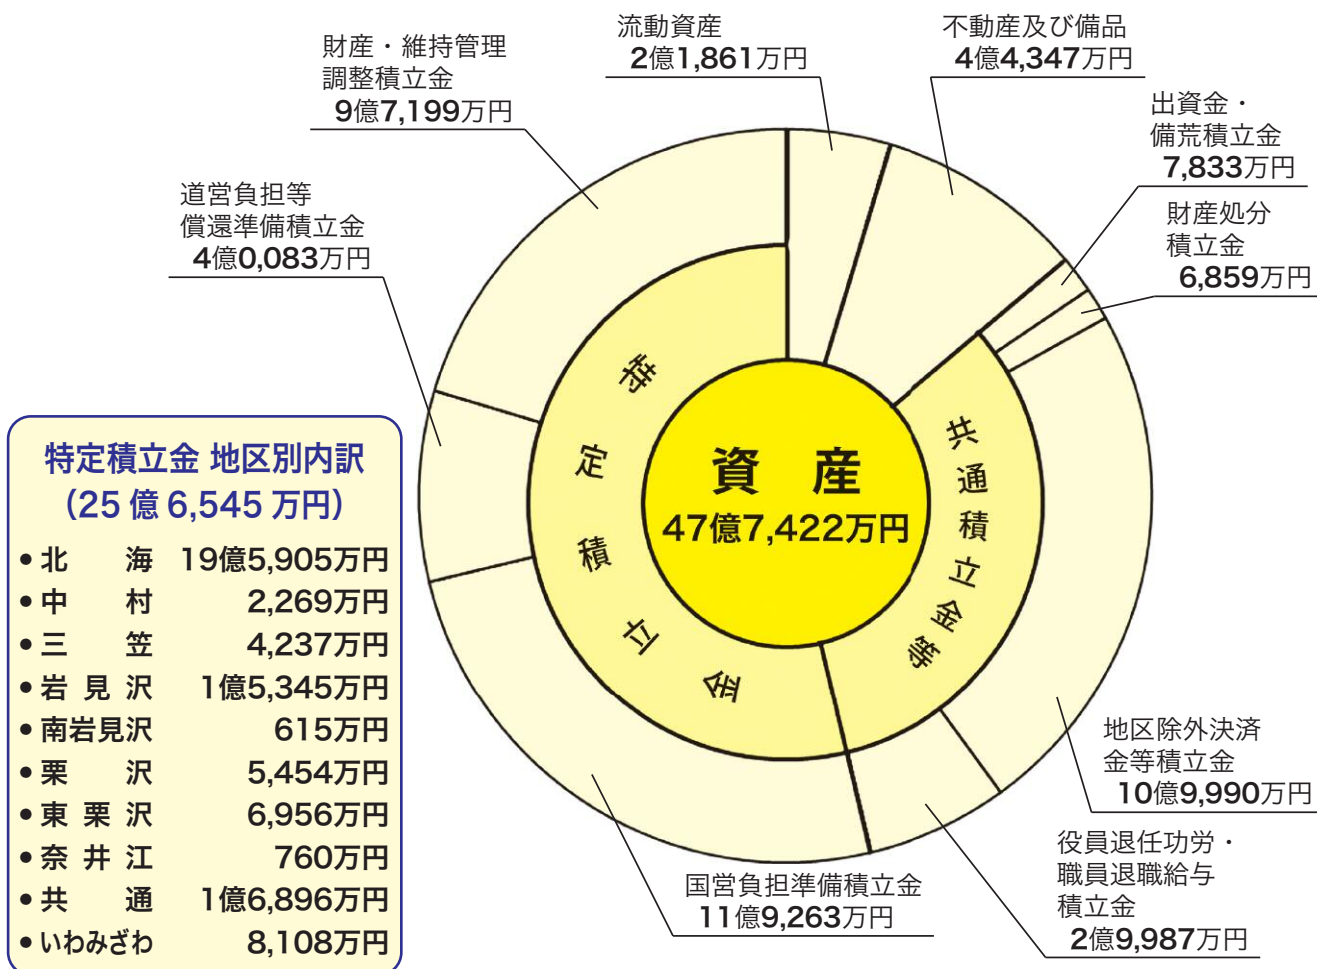 流動資産
2億1,861万円
不動産及び備品
4億4,347万円
財産・維持管理
調整積立金
9億7,199万円
出資金・
備荒積立金
7,833万円
道営負担等
償還準備積立金
4億0,083万円
財産処分
積立金
6,859万円
特定積立金
共通積立金等
資　産
47億7,422万円
特定積立金 地区別内訳
（25億6,545万円）
●北　海 19億5,905万円
●中　村 2,269万円
●三　笠 4,237万円
●岩見沢 1億5,345万円
●南岩見沢 615万円
●栗　沢 5,454万円
●東栗沢 6,956万円
●奈井江 760万円
●共　通 1億6,896万円
●いわみざわ 8,108万円
地区除外決済
金等積立金
10億9,990万円
役員退任功労・
職員退職給与
積立金
2億9,987万円
国営負担準備積立金
11億9,263万円